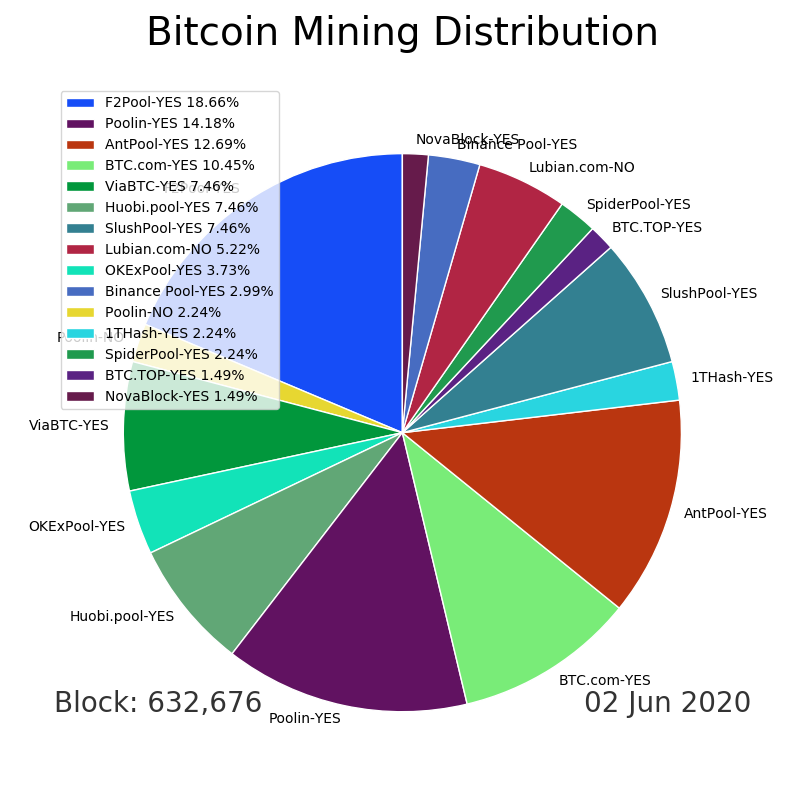 Bitcoin Mining Distribution
F2Pool-YES 18.66%
Poolin-YES 14.18%
AntPool-YES 12.69%
BTC.com-YES 10.45%
ViaBTC-YES 7.46%
Huobi.pool-YES 7.46%
SlushPool-YES 7.46%
Lubian.com-NO 5.22%
OKExPool-YES 3.73%
Binance Pool-YES 2.99%
Poolin-NO 2.24%
1THash-YES 2.24%
SpiderPool-YES 2.24%
BTC.TOP-YES 1.49%
NovaBlock-YES 1.49%
NovaBlock-YES
Binance Pool-YES
Lubian.com-NO
SpiderPool-YES
BTC.TOP-YES
SlushPool-YES
1THash-YES
AntPool-YES
BTC.com-YES
Poolin-YES
Huobi.pool-YES
OKExPool-YES
ViaBTC-YES
Poolin-NO
Block: 632,676
02 Jun 2020